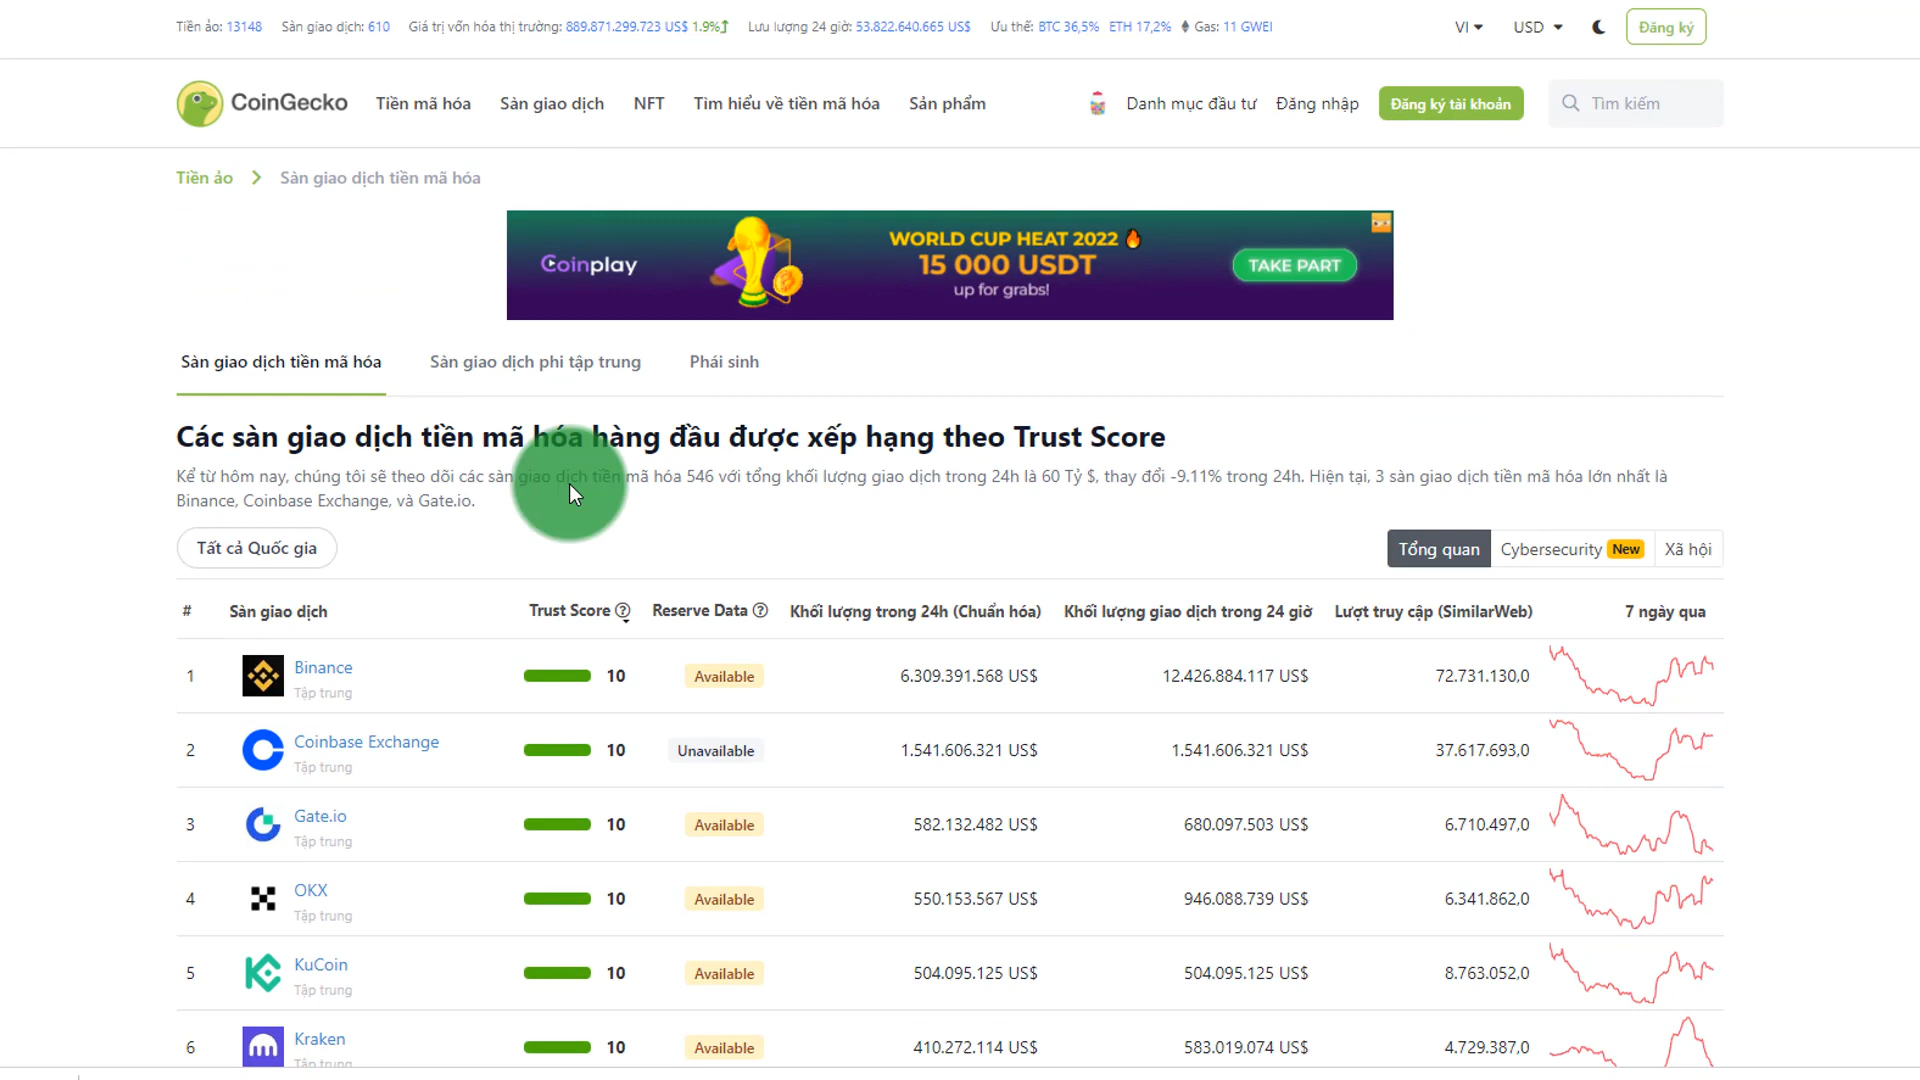 Tiền ảo: 13148 Sàn giao dịch: 610 Giá trị vốn hóa thị trường: 889.871.299.723 US$ 1.9% Lưu lượng 24 giờ: 53.822.640.665 US$ Ưu thế: BTC 36,5% ETH 17,2% Gas: 11 GWEI VI USD Đăng ký
CoinGecko Tiền mã hóa Sàn giao dịch NFT Tìm hiểu về tiền mã hóa Sản phẩm Danh mục đầu tư Đăng nhập Đăng ký tài khoản Tìm kiếm
Tiền ảo Sàn giao dịch tiền mã hóa
Coinplay
WORLD CUP HEAT 2022
15 000 USDT
up for grabs!
TAKE PART
Sàn giao dịch tiền mã hóa Sàn giao dịch phi tập trung Phái sinh
Các sàn giao dịch tiền mã hóa hàng đầu được xếp hạng theo Trust Score
Kể từ hôm nay, chúng tôi sẽ theo dõi các sàn giao dịch tiền mã hóa 546 với tổng khối lượng giao dịch trong 24h là 60 Tỷ $, thay đổi -9.11% trong 24h. Hiện tại, 3 sàn giao dịch tiền mã hóa lớn nhất là
Binance, Coinbase Exchange, và Gate.io.
Tất cả Quốc gia Tổng quan Cybersecurity New Xã hội
# Sàn giao dịch Trust Score Reserve Data Khối lượng trong 24h (Chuẩn hóa) Khối lượng giao dịch trong 24 giờ Lượt truy cập (SimilarWeb) 7 ngày qua
1 Binance 10 Available 6.309.391.568 US$ 12.426.884.117 US$ 72.731.130,0
Tập trung
2 Coinbase Exchange 10 Unavailable 1.541.606.321 US$ 1.541.606.321 US$ 37.617.693,0
Tập trung
3 Gate.io 10 Available 582.132.482 US$ 680.097.503 US$ 6.710.497,0
Tập trung
4 OKX 10 Available 550.153.567 US$ 946.088.739 US$ 6.341.862,0
Tập trung
5 KuCoin 10 Available 504.095.125 US$ 504.095.125 US$ 8.763.052,0
Tập trung
6 Kraken 10 Available 410.272.114 US$ 583.019.074 US$ 4.729.387,0
Tập trung